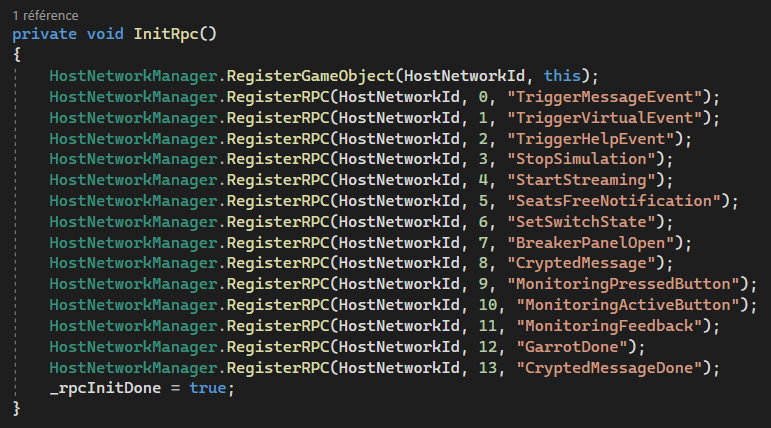 1 référence
private void InitRpc()
{
HostNetworkManager.RegisterGameObject(HostNetworkId, this);
HostNetworkManager.RegisterRPC(HostNetworkId, 0, "TriggerMessageEvent");
HostNetworkManager.RegisterRPC(HostNetworkId, 1, "TriggerVirtualEvent");
HostNetworkManager.RegisterRPC(HostNetworkId, 2, "TriggerHelpEvent");
HostNetworkManager.RegisterRPC(HostNetworkId, 3, "StopSimulation");
HostNetworkManager.RegisterRPC(HostNetworkId, 4, "StartStreaming");
HostNetworkManager.RegisterRPC(HostNetworkId, 5, "SeatsFreeNotification");
HostNetworkManager.RegisterRPC(HostNetworkId, 6, "SetSwitchState");
HostNetworkManager.RegisterRPC(HostNetworkId, 7, "BreakerPanelOpen");
HostNetworkManager.RegisterRPC(HostNetworkId, 8, "CryptedMessage");
HostNetworkManager.RegisterRPC(HostNetworkId, 9, "MonitoringPressedButton");
HostNetworkManager.RegisterRPC(HostNetworkId, 10, "MonitoringActiveButton");
HostNetworkManager.RegisterRPC(HostNetworkId, 11, "MonitoringFeedback");
HostNetworkManager.RegisterRPC(HostNetworkId, 12, "GarrotDone");
HostNetworkManager.RegisterRPC(HostNetworkId, 13, "CryptedMessageDone");
_rpcInitDone = true;
}